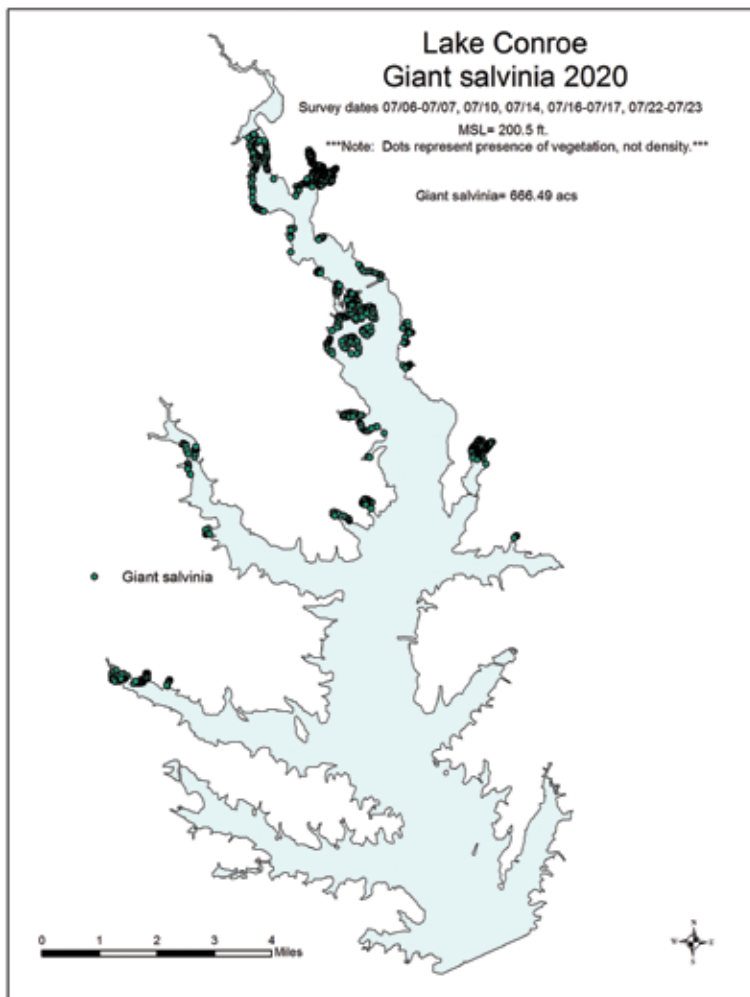 Lake Conroe
Giant salvinia 2020
Survey dates 07/06-07/07, 07/10, 07/14, 07/16-07/17, 07/22-07/23
MSL= 200.5 ft.
***Note: Dots represent presence of vegetation, not density.***
Giant salvinia= 666.49 acs
Giant salvinia
0 1 2 3 4
Miles
N
W E
S